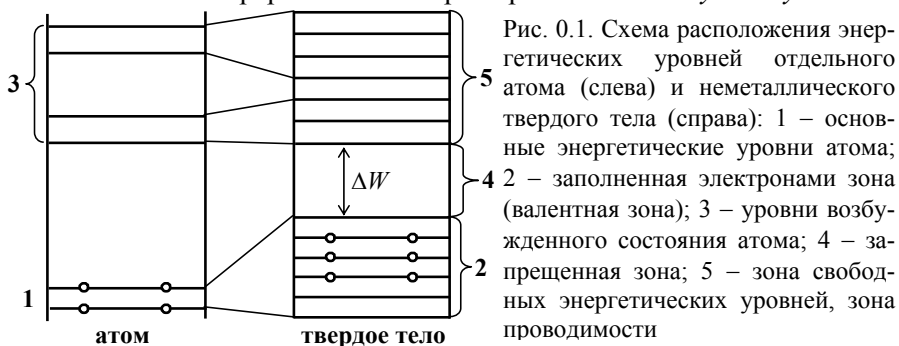 Рис. 0.1. Схема расположения энер-
гетических уровней отдельного
атома (слева) и неметаллического
твердого тела (справа): 1 – основ-
ные энергетические уровни атома;
2 – заполненная электронами зона
(валентная зона); 3 – уровни возбу-
жденного состояния атома; 4 – за-
прещенная зона; 5 – зона свобод-
ных энергетических уровней, зона
проводимости
3
5
ΔW
4
2
1
атом
твердое тело